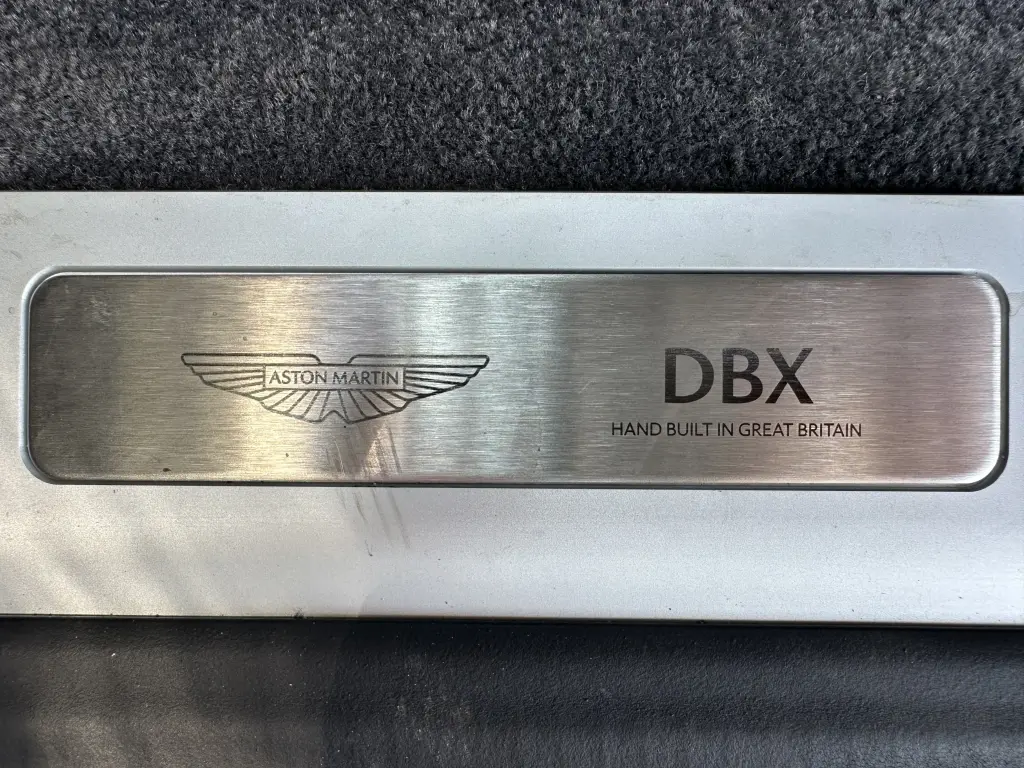 ASTON MARTIN
DBX
HAND BUILT IN GREAT BRITAIN